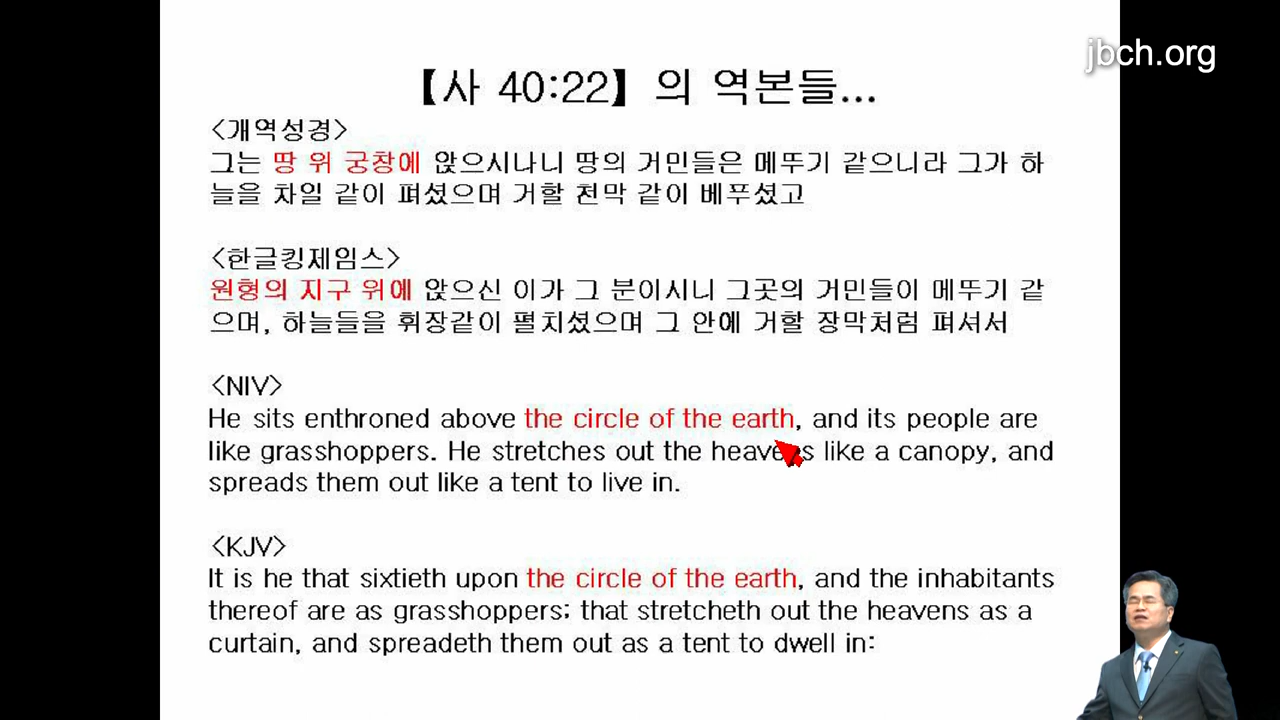 jbch.org
【사 40:22】의 역본들...
<개역성경>
그는 땅 위 궁창에 앉으시나니 땅의 거민들은 메뚜기 같으니라 그가 하
늘을 차일 같이 펴셨으며 거할 천막 같이 베푸셨고
<한글킹제임스>
원형의 지구 위에 앉으신 이가 그 분이시니 그곳의 거민들이 메뚜기 같
으며, 하늘들을 휘장같이 펼치셨으며 그 안에 거할 장막처럼 펴셔서
<NIV>
He sits enthroned above the circle of the earth, and its people are
like grasshoppers. He stretches out the heavens like a canopy, and
spreads them out like a tent to live in.
<KJV>
It is he that sixtieth upon the circle of the earth, and the inhabitants
thereof are as grasshoppers; that stretcheth out the heavens as a
curtain, and spreadeth them out as a tent to dwell in: